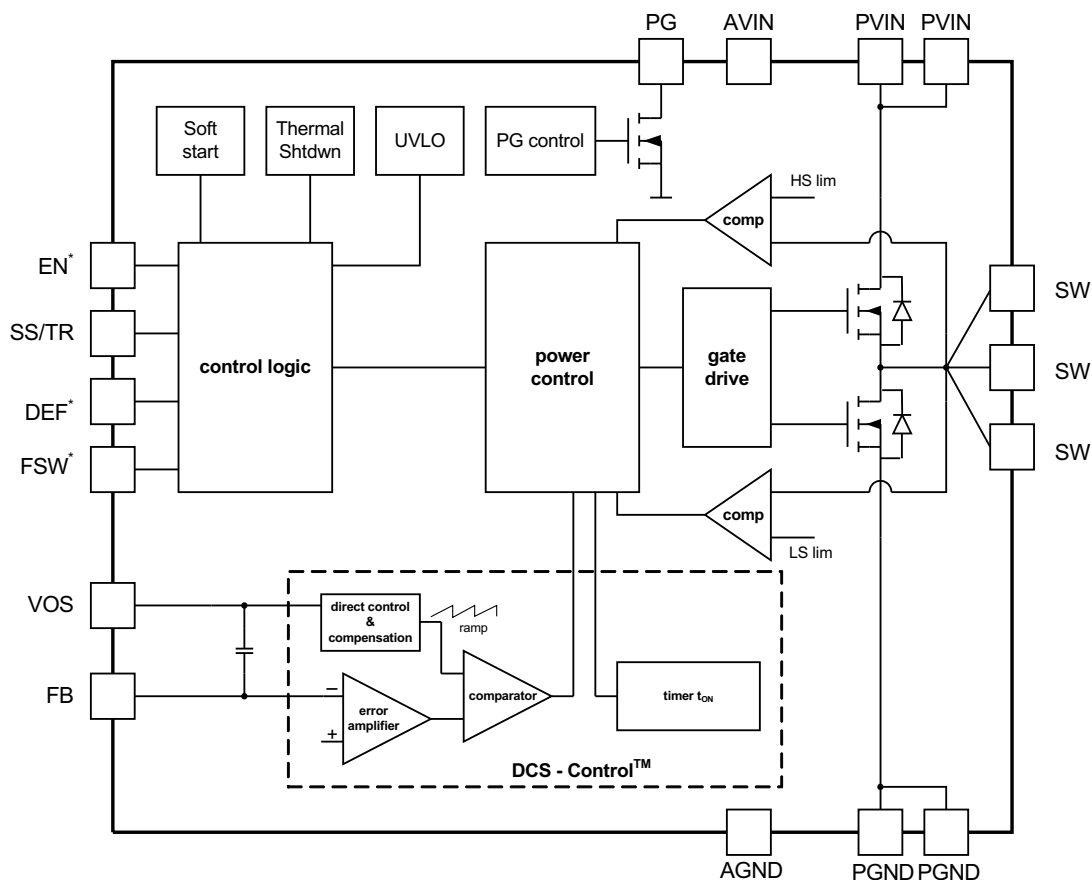 PG
AVIN
PVIN
PVIN
Soft
start
Thermal
Shtdwn
UVLO
PG control
HS lim
comp
EN*
SS/TR
DEF*
FSW*
control logic
power
control
gate
drive
SW
SW
SW
comp
LS lim
VOS
FB
direct control
&
compensation
ramp
error
amplifier
−
+
comparator
timer tON
DCS - Control™
AGND
PGND
PGND